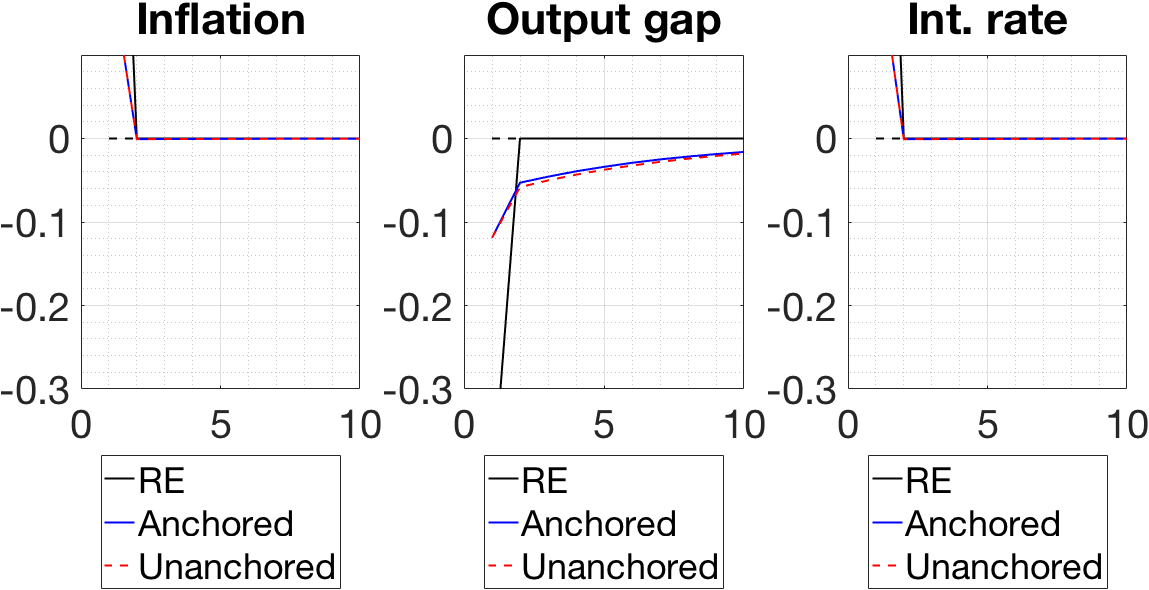 Inflation
0
-0.1
-0.2
-0.3
0 5 10
RE
Anchored
Unanchored
Output gap
0
-0.1
-0.2
-0.3
0 5 10
RE
Anchored
Unanchored
Int. rate
0
-0.1
-0.2
-0.3
0 5 10
RE
Anchored
Unanchored